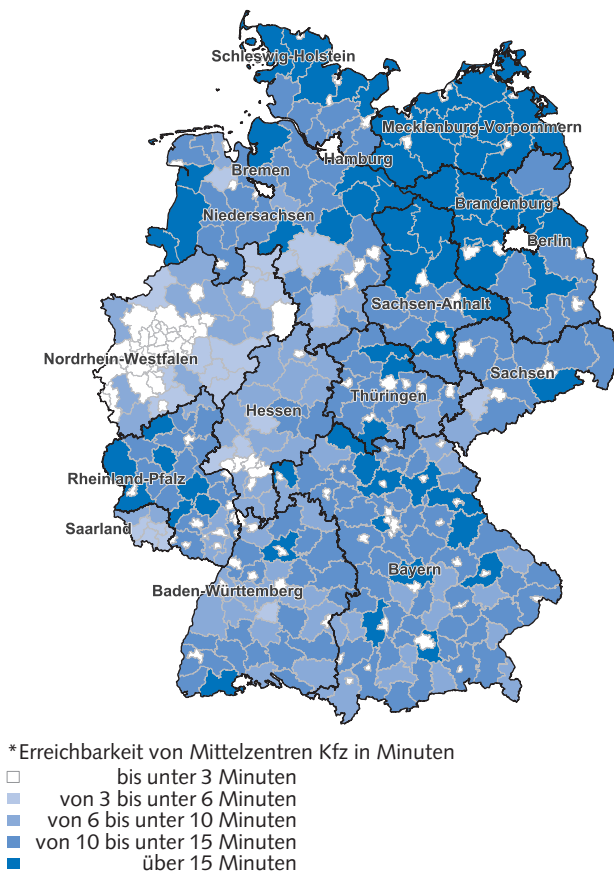 Schleswig-Holstein
Mecklenburg-Vorpommern
Hamburg
Bremen
Brandenburg
Niedersachsen
Berlin
Sachsen-Anhalt
Nordrhein-Westfalen
Sachsen
Thüringen
Hessen
Rheinland-Pfalz
Saarland
Bayern
Baden-Württemberg
*Erreichbarkeit von Mittelzentren Kfz in Minuten
bis unter 3 Minuten
von 3 bis unter 6 Minuten
von 6 bis unter 10 Minuten
von 10 bis unter 15 Minuten
über 15 Minuten